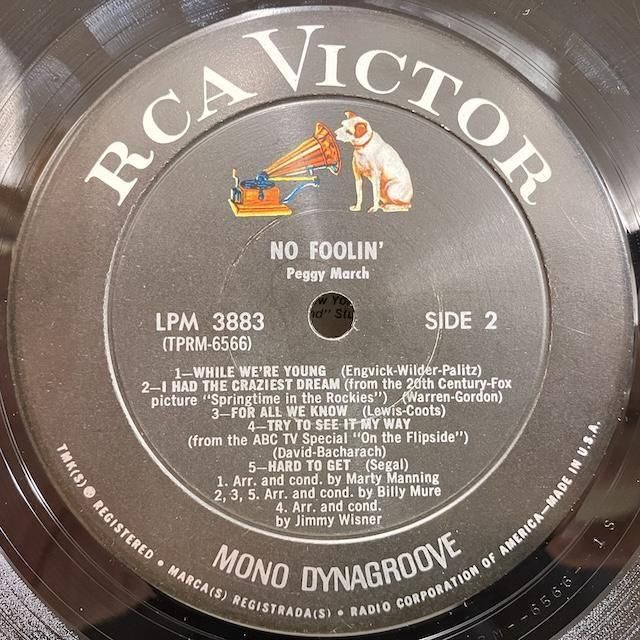 RCA VICTOR
NO FOOLIN'
Peggy March
LPM 3883
(TPRM-6566)
SIDE 2
1—WHILE WE'RE YOUNG (Engvick-Wilder-Palitz)
2—I HAD THE CRAZIEST DREAM (from the 20th Century-Fox
picture "Springtime in the Rockies") (Warren-Gordon)
3—FOR ALL WE KNOW (Lewis-Coots)
4—TRY TO SEE IT MY WAY
(from the ABC TV Special "On the Flipside")
(David-Bacharach)
5—HARD TO GET (Segal)
1. Arr. and cond. by Marty Manning
2, 3, 5. Arr. and cond. by Billy Mure
4. Arr. and cond.
by Jimmy Wisner
MONO DYNAGROOVE
TMK(S) ® REGISTERED • MARCA(S) REGISTRADA(S) • RADIO CORPORATION OF AMERICA—MADE IN U.S.A.